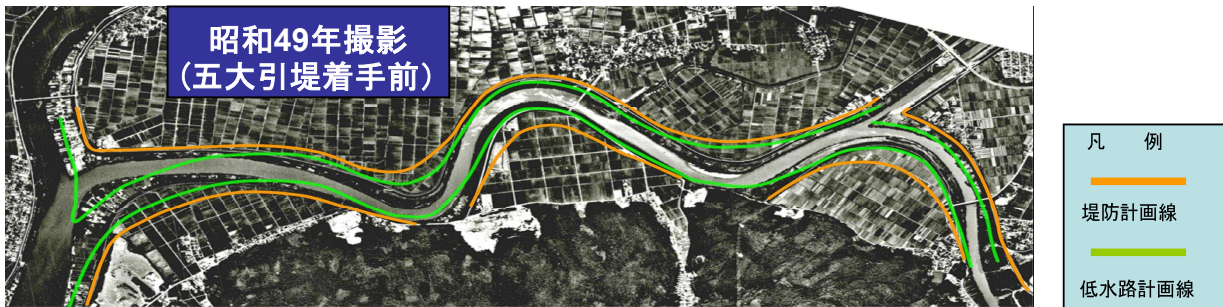 昭和49年撮影
（五大引堤着手前）
凡　例
堤防計画線
低水路計画線